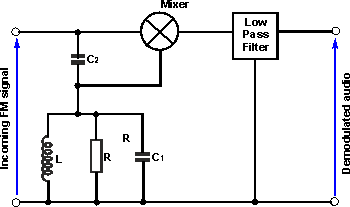 Mixer
Low
Pass
Filter
C2
Incoming FM signal
Demodulated audio
R
L
R
C1